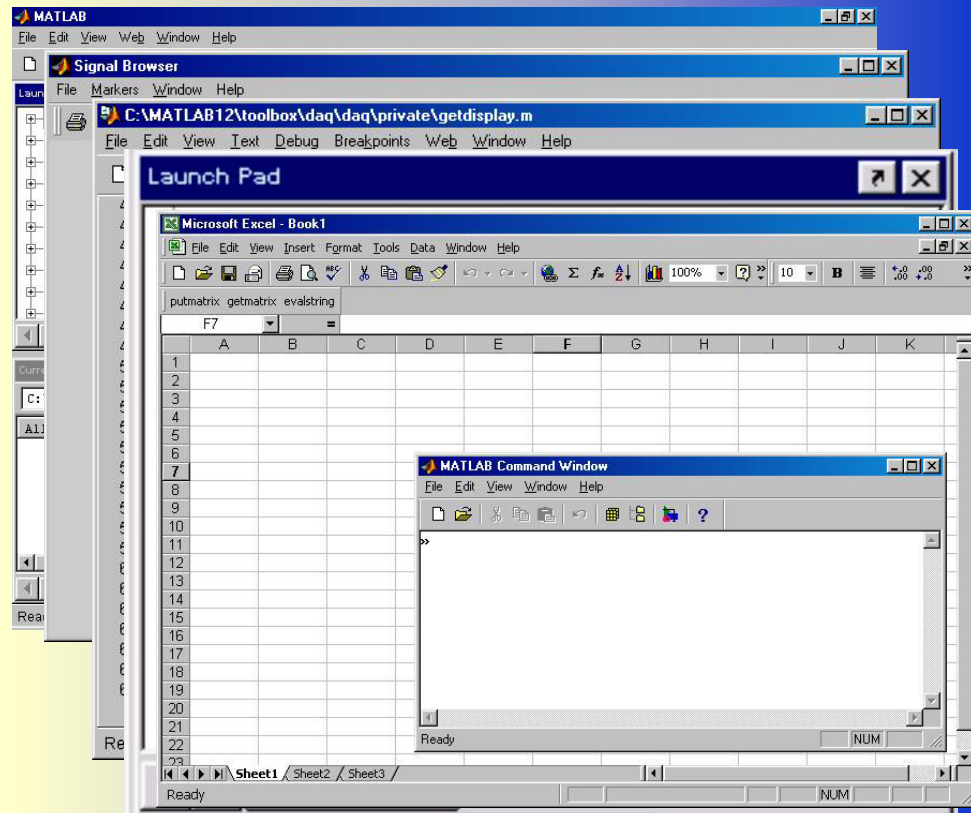 MATLAB
File Edit View Web Window Help
Signal Browser
File Markers Window Help
C:\MATLAB12\toolbox\daq\daq\private\getdisplay.m
File Edit View Text Debug Breakpoints Web Window Help
Launch Pad
Microsoft Excel - Book1
File Edit View Insert Format Tools Data Window Help
100% 10 B
putmatrix getmatrix evalstring
F7 =
A B C D E F G H I J K
1
2
3
4
5
6
7
8
9
10
11
12
13
14
15
16
17
18
19
20
21
22
23
MATLAB Command Window
File Edit View Window Help
»
Ready NUM
Sheet1 Sheet2 Sheet3
Ready NUM